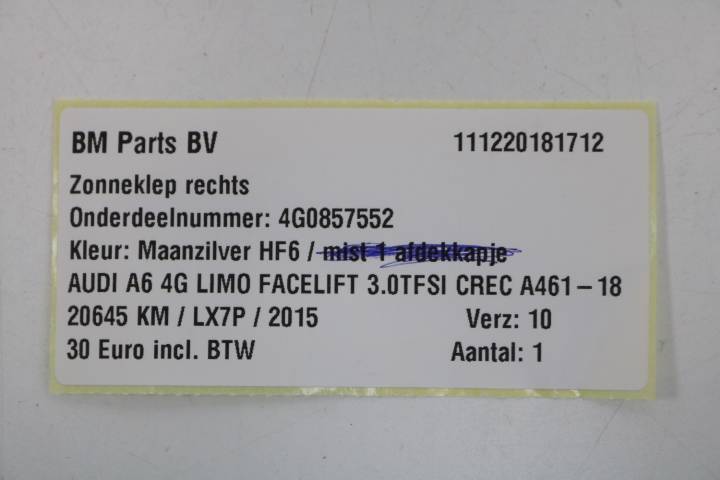 BM Parts BV 111220181712
Zonneklep rechts
Onderdeelnummer: 4G0857552
Kleur: Maanzilver HF6 / mist 1 afdekkapje
AUDI A6 4G LIMO FACELIFT 3.0TFSI CREC A461-18
20645 KM / LX7P / 2015 Verz: 10
30 Euro incl. BTW Aantal: 1